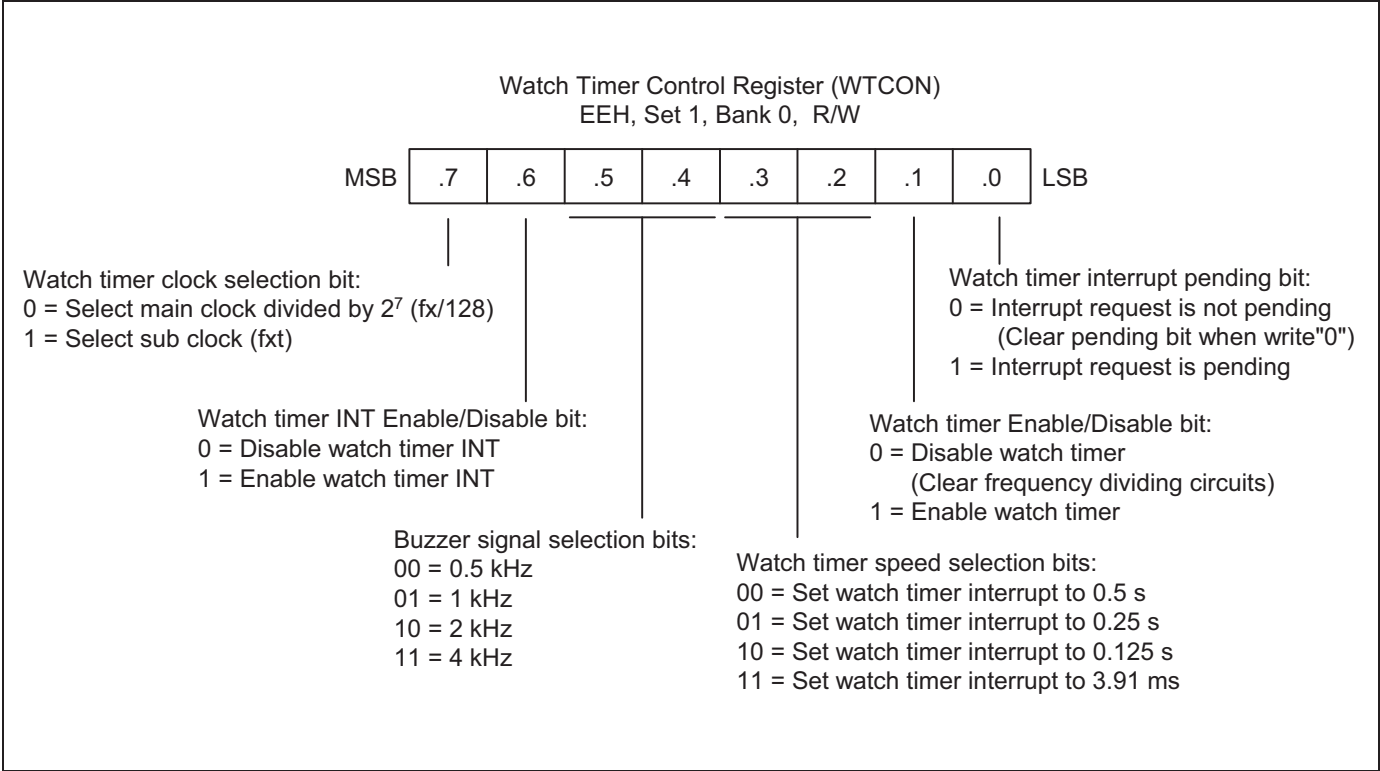 Watch Timer Control Register (WTCON)
EEH, Set 1, Bank 0, R/W
MSB .7 .6 .5 .4 .3 .2 .1 .0 LSB
Watch timer clock selection bit:
0 = Select main clock divided by 2⁷ (fx/128)
1 = Select sub clock (fxt)
Watch timer interrupt pending bit:
0 = Interrupt request is not pending
(Clear pending bit when write"0")
1 = Interrupt request is pending
Watch timer INT Enable/Disable bit:
0 = Disable watch timer INT
1 = Enable watch timer INT
Watch timer Enable/Disable bit:
0 = Disable watch timer
(Clear frequency dividing circuits)
1 = Enable watch timer
Buzzer signal selection bits:
00 = 0.5 kHz
01 = 1 kHz
10 = 2 kHz
11 = 4 kHz
Watch timer speed selection bits:
00 = Set watch timer interrupt to 0.5 s
01 = Set watch timer interrupt to 0.25 s
10 = Set watch timer interrupt to 0.125 s
11 = Set watch timer interrupt to 3.91 ms